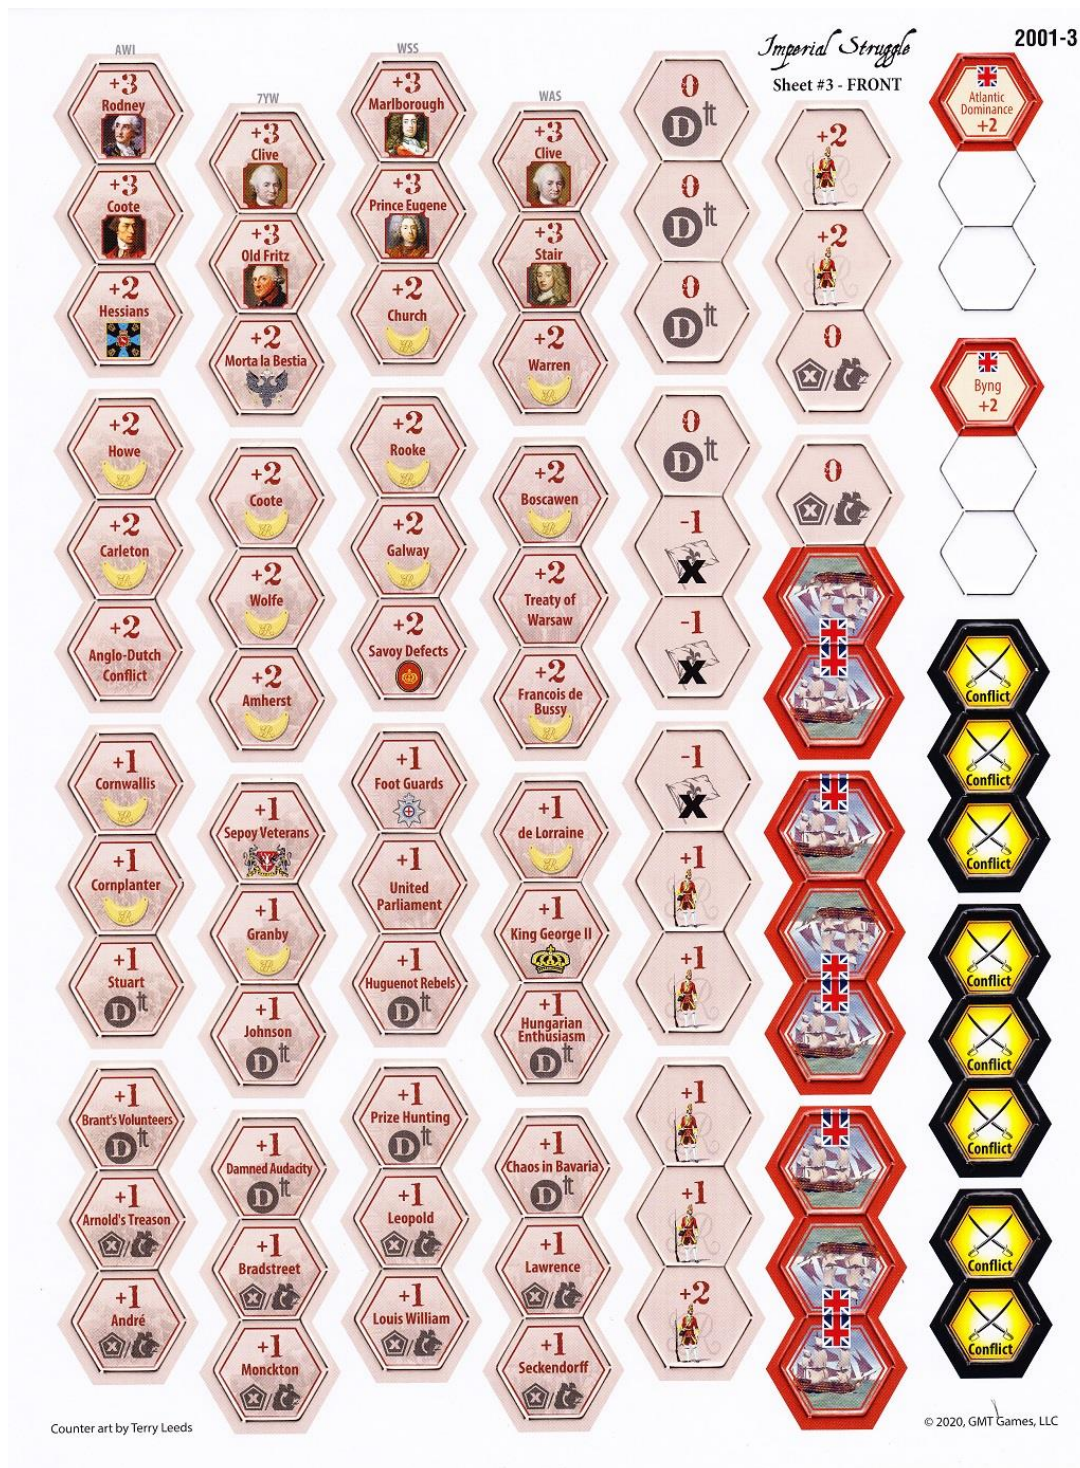 AWI
+3
Rodney
+3
Coote
+2
Hessians
+2
Howe
+2
Carleton
+2
Anglo-Dutch
Conflict
+1
Cornwallis
+1
Cornplanter
+1
Stuart
D
+1
Brant's Volunteers
D
+1
Arnold's Treason
+1
André
7YW
+3
Clive
+3
Old Fritz
+2
Morta la Bestia
+2
Coote
+2
Wolfe
+2
Amherst
+1
Sepoy Veterans
+1
Granby
+1
Johnson
D
+1
Damned Audacity
D
+1
Bradstreet
+1
Monckton
WSS
+3
Marlborough
+3
Prince Eugene
+2
Church
+2
Rooke
+2
Galway
+2
Savoy Defects
+1
Foot Guards
+1
United
Parliament
+1
Huguenot Rebels
D
+1
Prize Hunting
D
+1
Leopold
+1
Louis William
WAS
+3
Clive
+3
Stair
+2
Warren
+2
Boscawen
+2
Treaty of
Warsaw
+2
Francois de
Bussy
+1
de Lorraine
+1
King George II
+1
Hungarian
Enthusiasm
D
+1
Chaos in Bavaria
D
+1
Lawrence
+1
Seckendorff
0
D
0
D
0
D
0
D
-1
X
-1
X
-1
X
+1
+1
+1
+1
+2
Imperial Struggle
Sheet #3 - FRONT
+2
+2
0
0
2001-3
Atlantic
Dominance
+2
Byng
+2
Conflict
Conflict
Conflict
Conflict
Conflict
Conflict
Conflict
Conflict
Counter art by Terry Leeds
© 2020, GMT Games, LLC